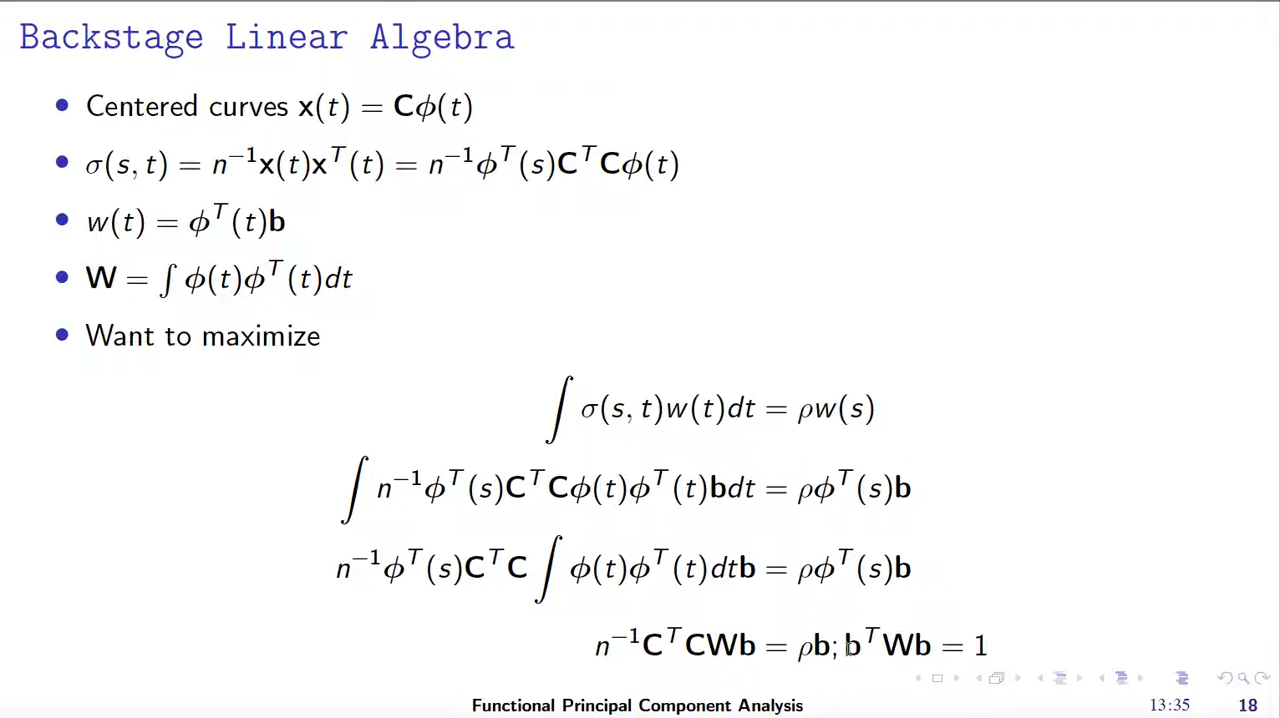 Backstage Linear Algebra
• Centered curves x(t) = Cϕ(t)
• σ(s, t) = n⁻¹x(t)xᵀ(t) = n⁻¹ϕᵀ(s)CᵀCϕ(t)
• w(t) = ϕᵀ(t)b
• W = ∫ ϕ(t)ϕᵀ(t)dt
• Want to maximize
∫ σ(s, t)w(t)dt = ρw(s)
∫ n⁻¹ϕᵀ(s)CᵀCϕ(t)ϕᵀ(t)bdt = ρϕᵀ(s)b
n⁻¹ϕᵀ(s)CᵀC ∫ ϕ(t)ϕᵀ(t)dtb = ρϕᵀ(s)b
n⁻¹CᵀCWb = ρb; bᵀWb = 1
Functional Principal Component Analysis 13:35 18